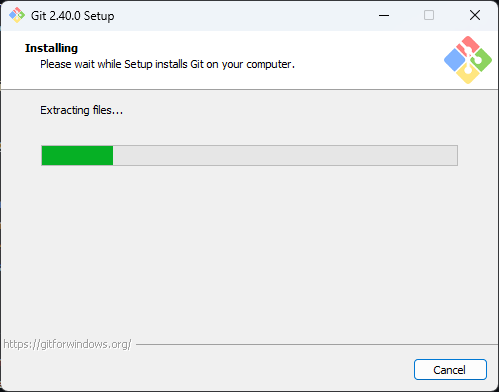 Git 2.40.0 Setup
Installing
Please wait while Setup installs Git on your computer.
Extracting files...
https://gitforwindows.org/
Cancel